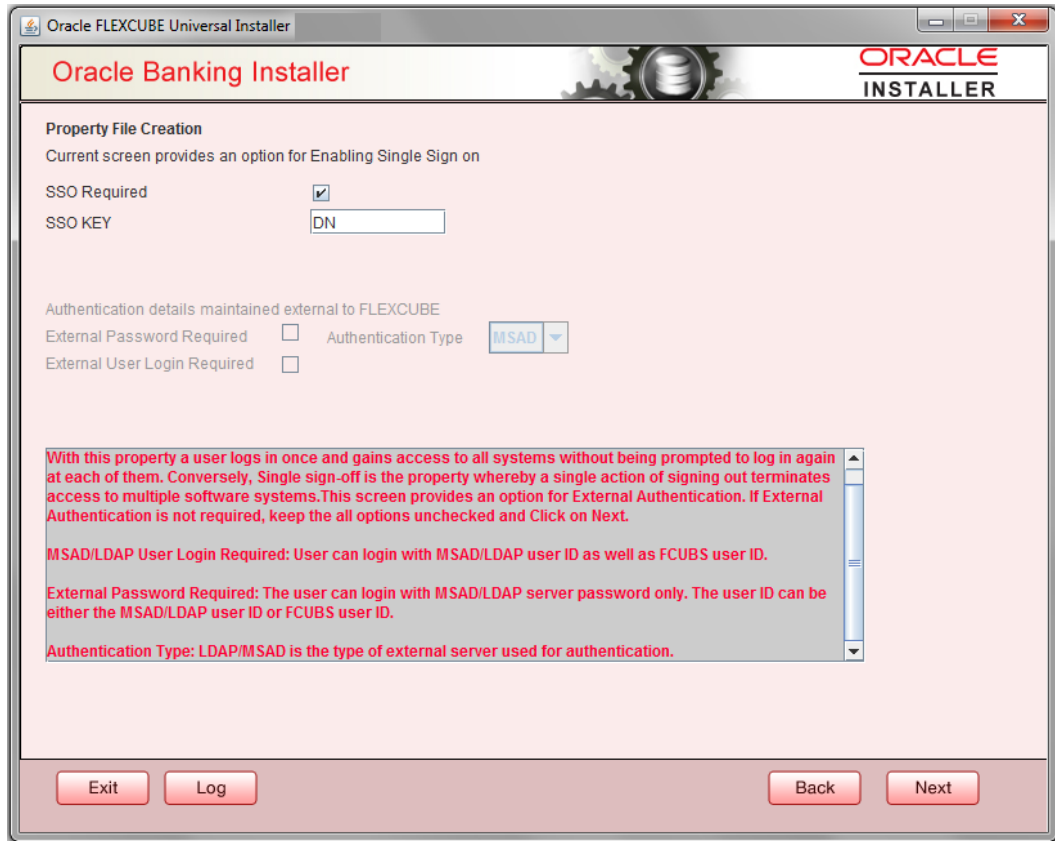 Oracle FLEXCUBE Universal Installer
Oracle Banking Installer
ORACLE
INSTALLER
Property File Creation
Current screen provides an option for Enabling Single Sign on
SSO Required
SSO KEY DN
Authentication details maintained external to FLEXCUBE
External Password Required Authentication Type MSAD
External User Login Required
With this property a user logs in once and gains access to all systems without being prompted to log in again
at each of them. Conversely, Single sign-off is the property whereby a single action of signing out terminates
access to multiple software systems.This screen provides an option for External Authentication. If External
Authentication is not required, keep the all options unchecked and Click on Next.
MSAD/LDAP User Login Required: User can login with MSAD/LDAP user ID as well as FCUBS user ID.
External Password Required: The user can login with MSAD/LDAP server password only. The user ID can be
either the MSAD/LDAP user ID or FCUBS user ID.
Authentication Type: LDAP/MSAD is the type of external server used for authentication.
Exit Log Back Next